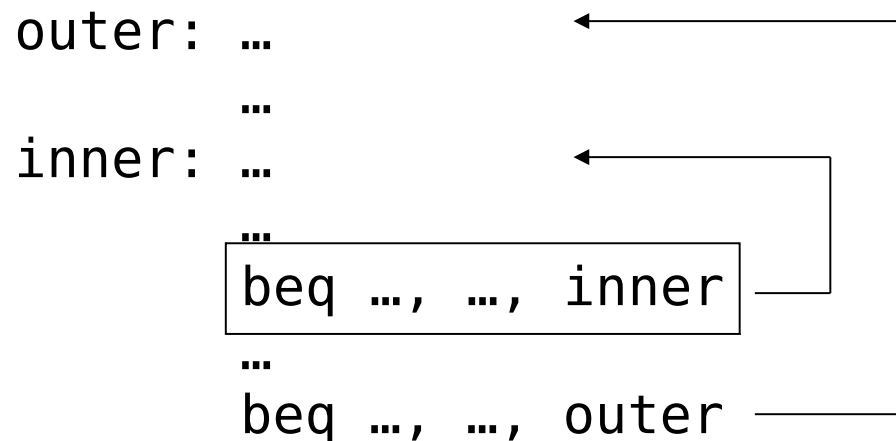 outer: …
…
inner: …
…
beq …, …, inner
…
beq …, …, outer